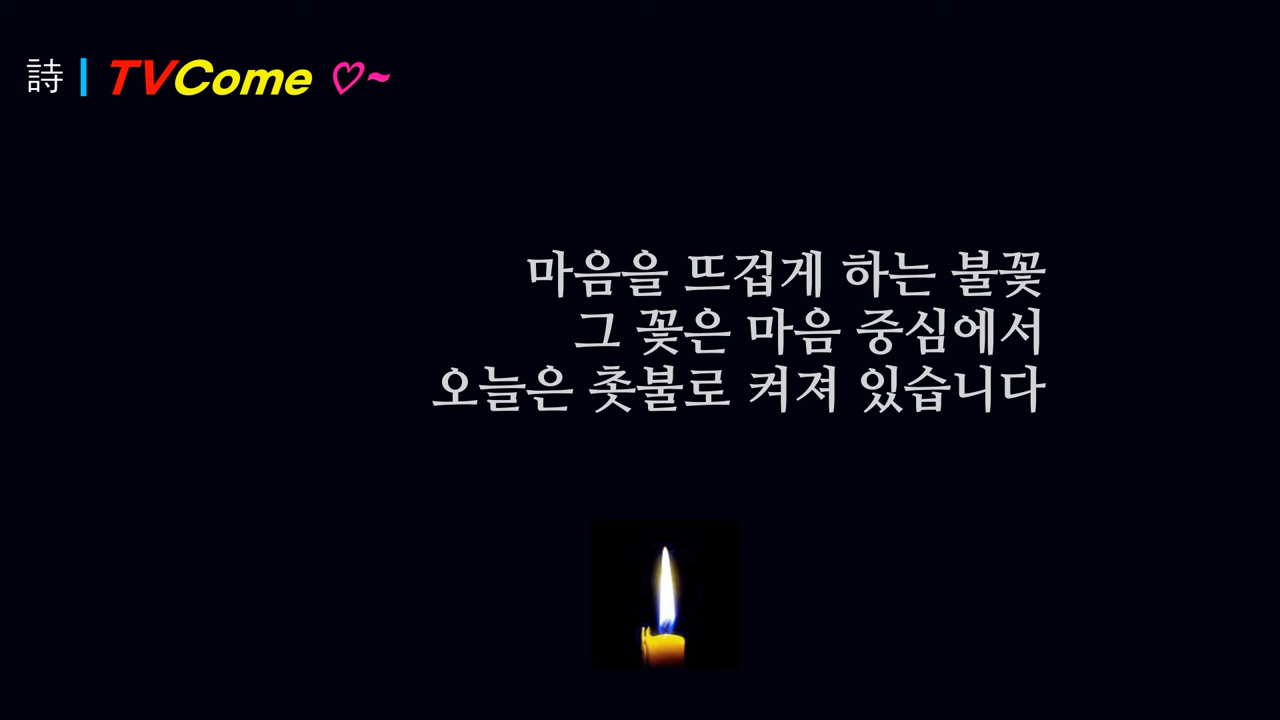 詩 | TVCome ♡~
마음을 뜨겁게 하는 불꽃
그 꽃은 마음 중심에서
오늘은 촛불로 켜져 있습니다